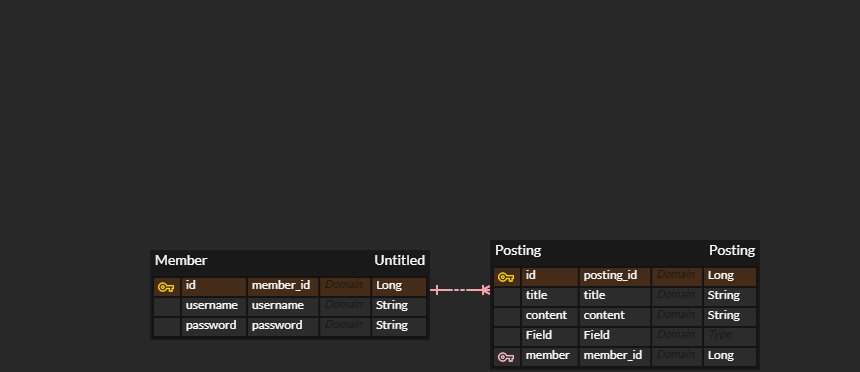 Member Untitled
id member_id Domain Long
username username Domain String
password password Domain String
Posting Posting
id posting_id Domain Long
title title Domain String
content content Domain String
Field Field Domain Type
member member_id Domain Long